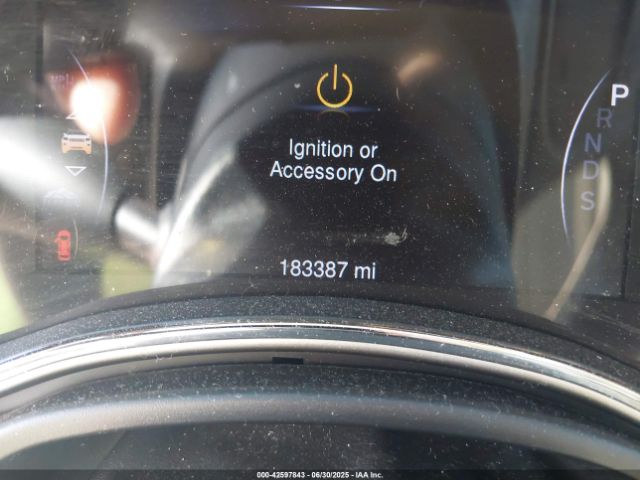 Ignition or
Accessory On
P
R
N
D
S
183387 mi
000-42597843 - 06/30/2025 - IAA Inc.